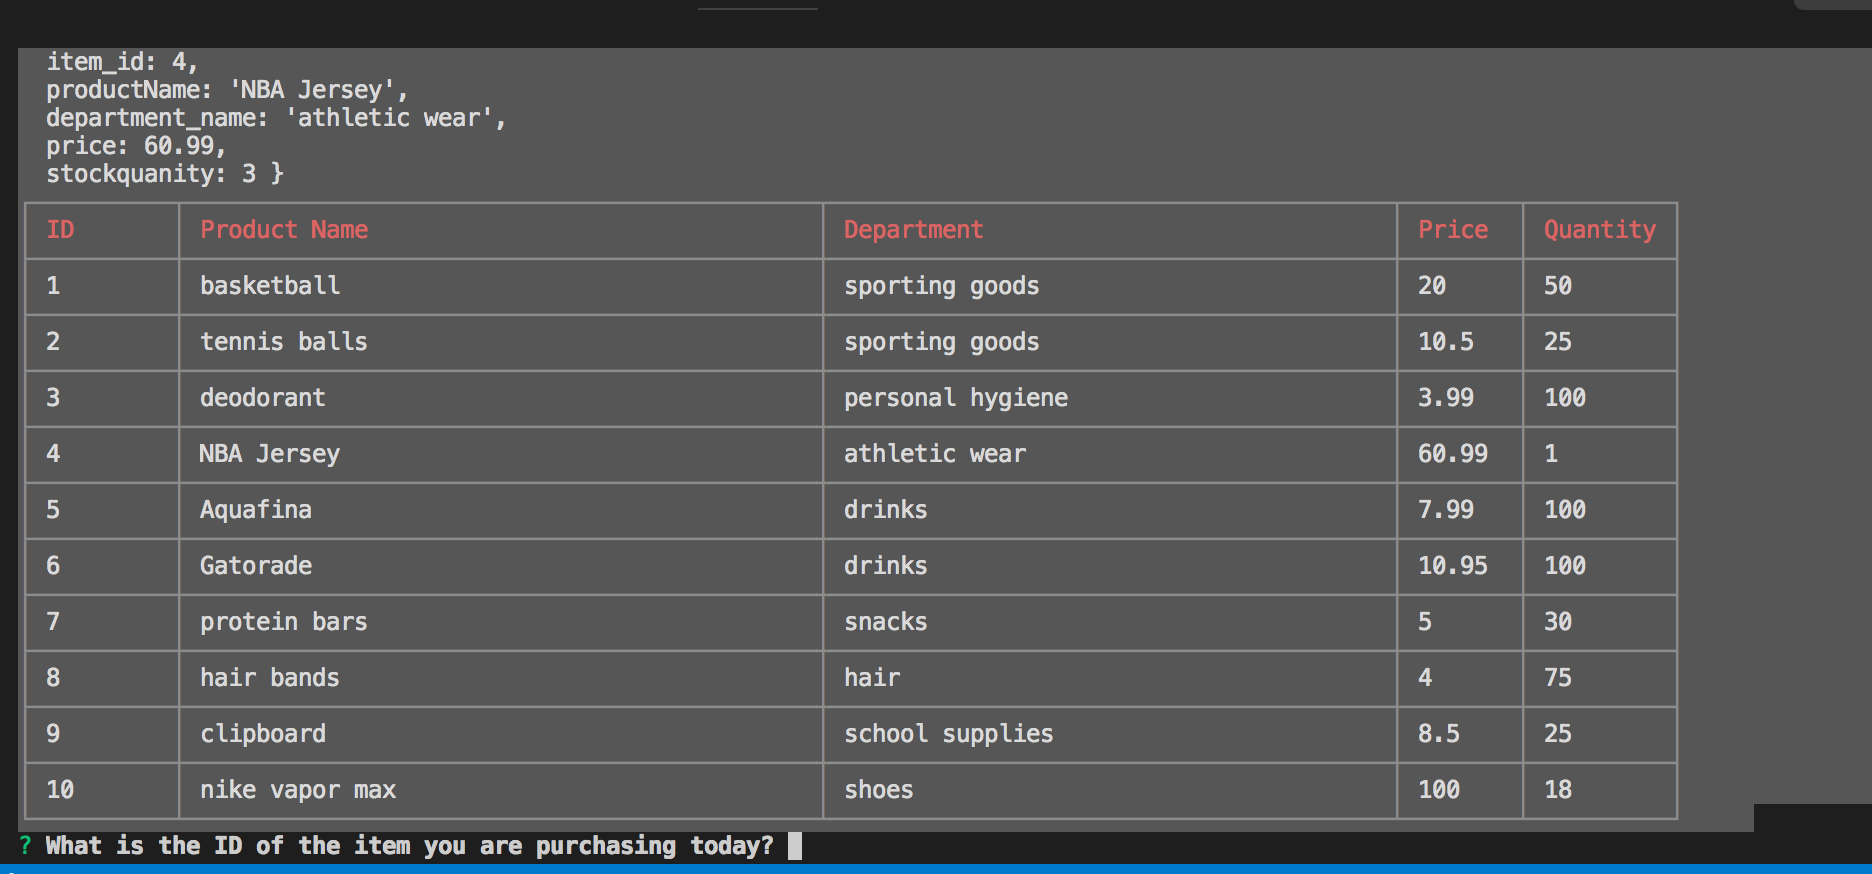 item_id: 4,
productName: 'NBA Jersey',
department_name: 'athletic wear',
price: 60.99,
stockquanity: 3 }
ID Product Name Department Price Quantity
1 basketball sporting goods 20 50
2 tennis balls sporting goods 10.5 25
3 deodorant personal hygiene 3.99 100
4 NBA Jersey athletic wear 60.99 1
5 Aquafina drinks 7.99 100
6 Gatorade drinks 10.95 100
7 protein bars snacks 5 30
8 hair bands hair 4 75
9 clipboard school supplies 8.5 25
10 nike vapor max shoes 100 18
? What is the ID of the item you are purchasing today?